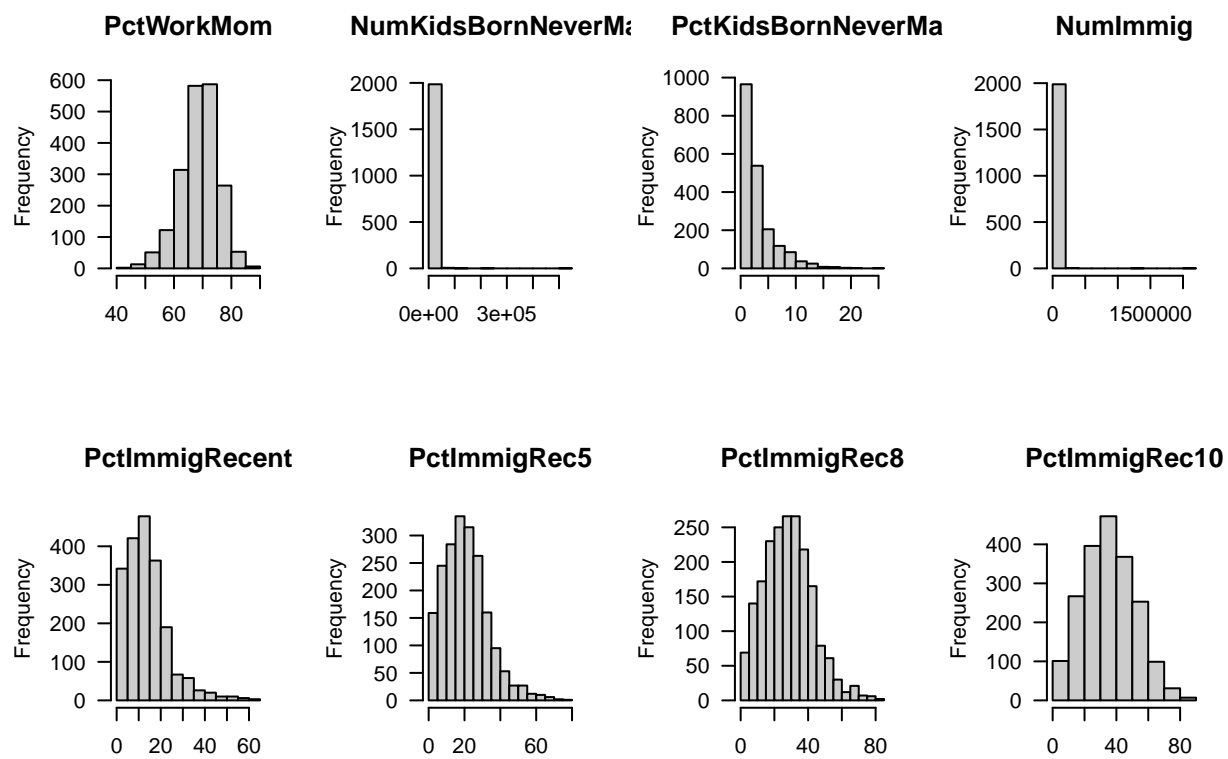 PctWorkMom
Frequency
600
500
400
300
200
100
0
40 60 80
NumKidsBornNeverMa
Frequency
2000
1500
1000
500
0
0e+00 3e+05
PctKidsBornNeverMa
Frequency
1000
800
600
400
200
0
0 10 20
NumImmig
Frequency
2000
1500
1000
500
0
0 1500000
PctImmigRecent
Frequency
400
300
200
100
0
0 20 40 60
PctImmigRec5
Frequency
300
250
200
150
100
50
0
0 20 60
PctImmigRec8
Frequency
250
200
150
100
50
0
0 40 80
PctImmigRec10
Frequency
400
300
200
100
0
0 40 80